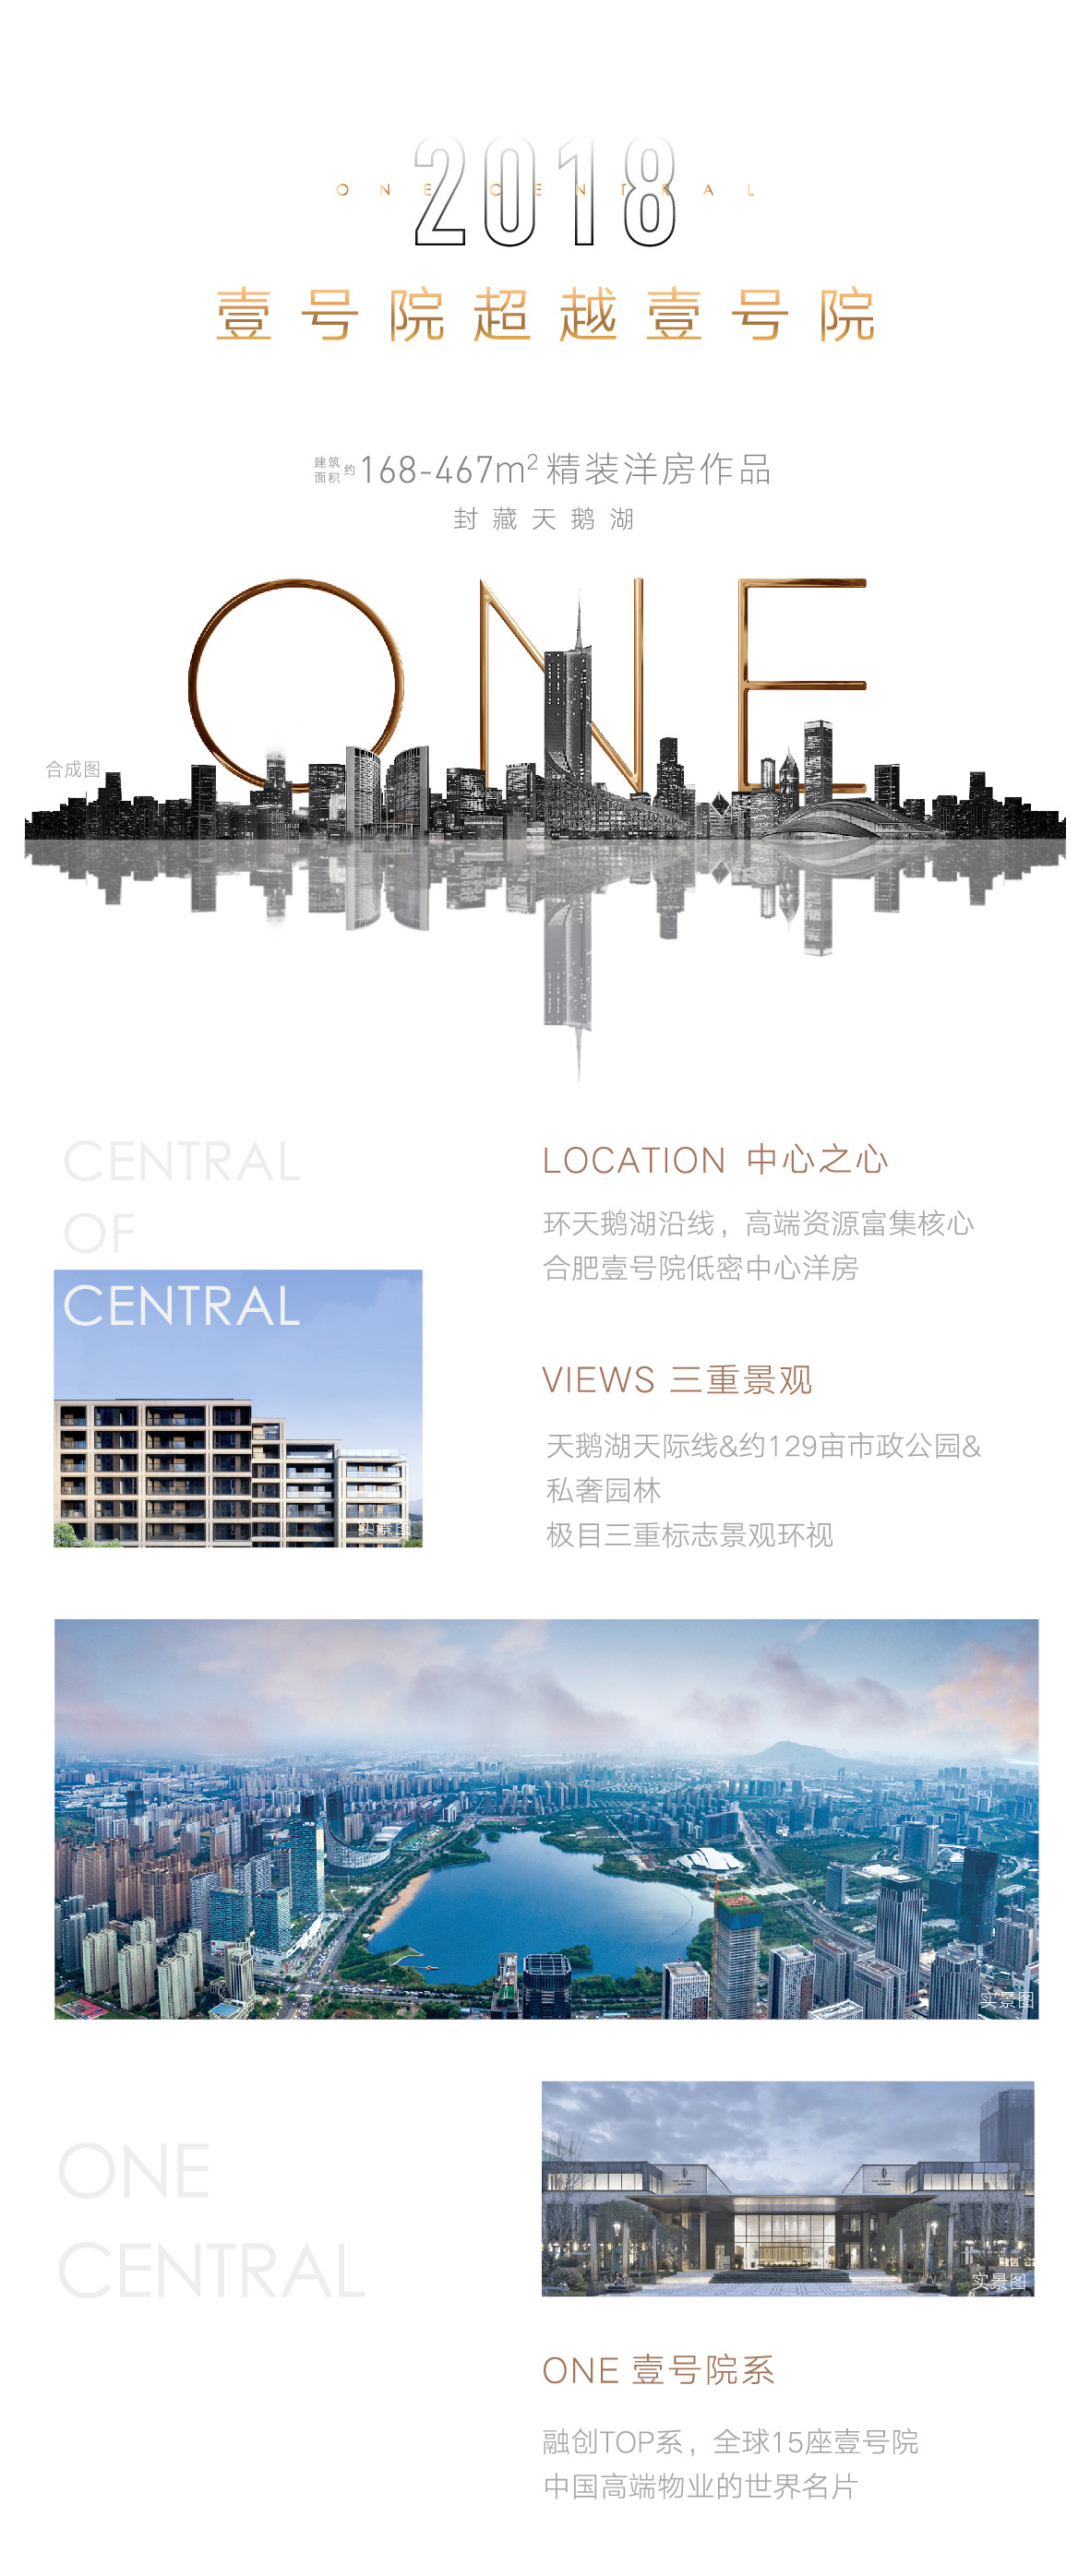 2018
ONE CENTRAL
壹号院超越壹号院
建筑面积约168-467m²精装洋房作品
封藏天鹅湖
ONE
合成图
CENTRAL
OF
CENTRAL
实景图
LOCATION 中心之心
环天鹅湖沿线，高端资源富集核心
合肥壹号院低密中心洋房
VIEWS 三重景观
天鹅湖天际线&约129亩市政公园&
私奢园林
极目三重标志景观环视
实景图
ONE
CENTRAL
实景图
ONE 壹号院系
融创TOP系，全球15座壹号院
中国高端物业的世界名片